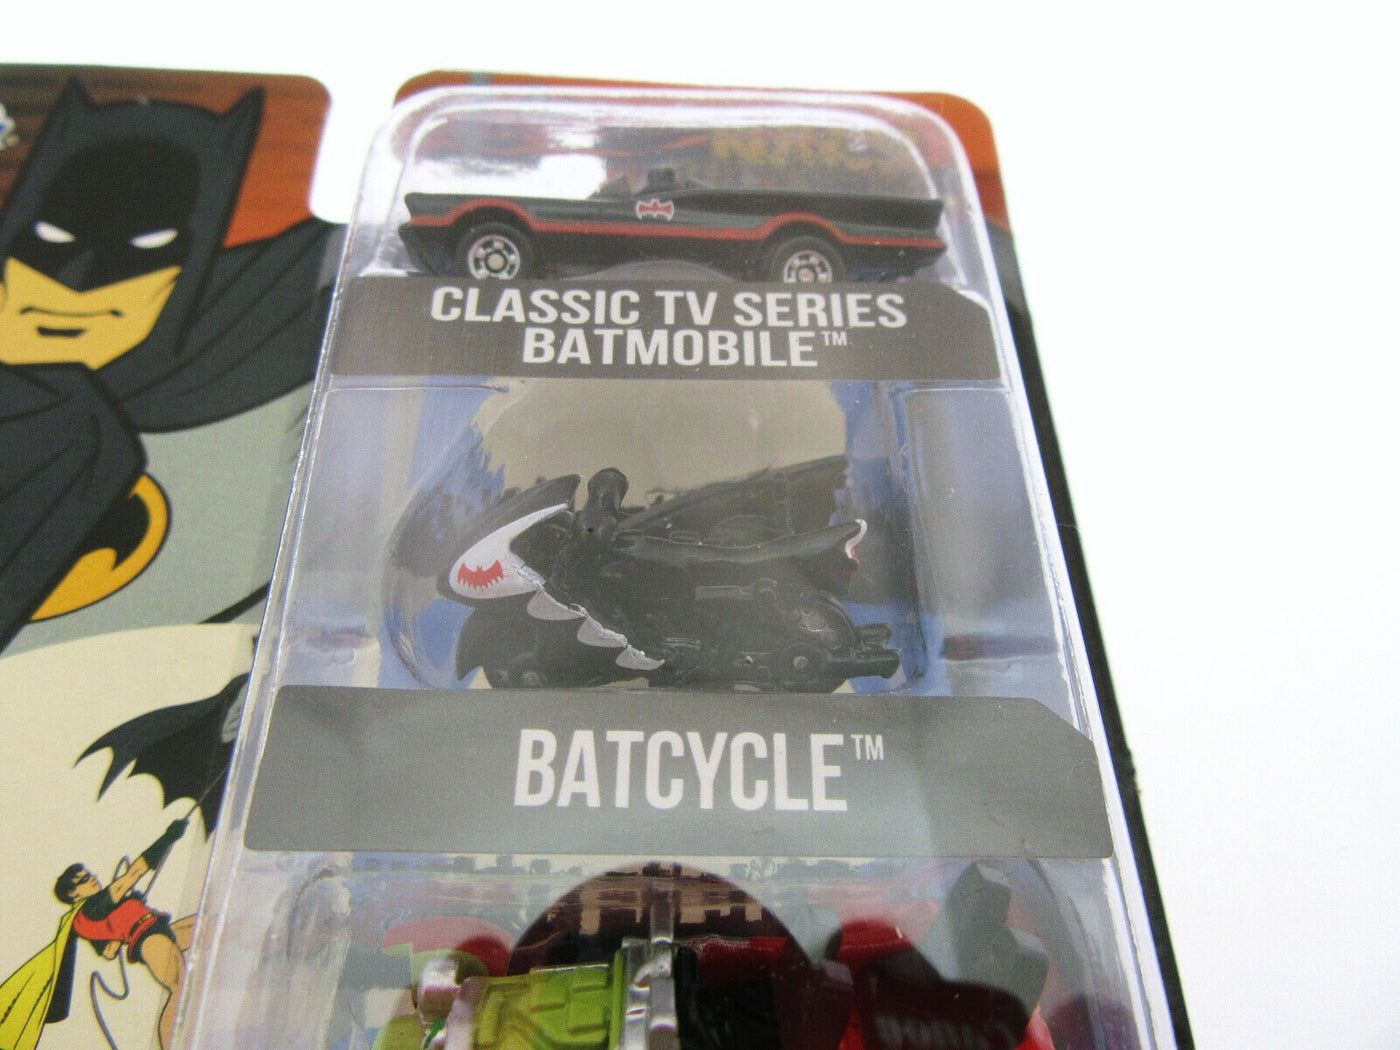 CLASSIC TV SERIES
BATMOBILE™
BATCYCLE™